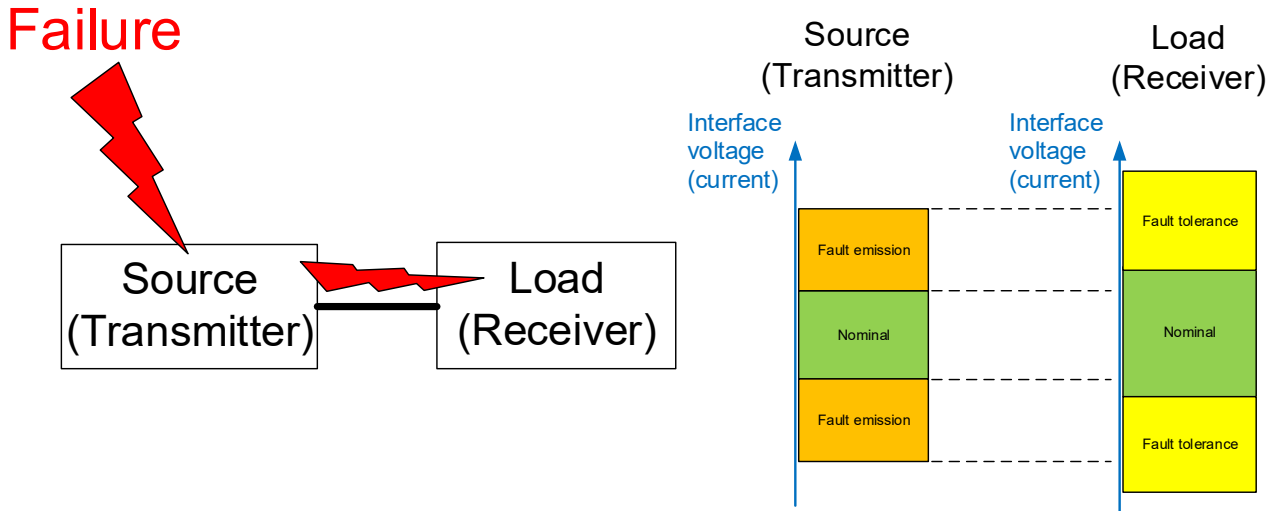 Failure
Source
(Transmitter)
Load
(Receiver)
Source
(Transmitter)
Interface
voltage
(current)
Fault emission
Nominal
Fault emission
Load
(Receiver)
Interface
voltage
(current)
Fault tolerance
Nominal
Fault tolerance